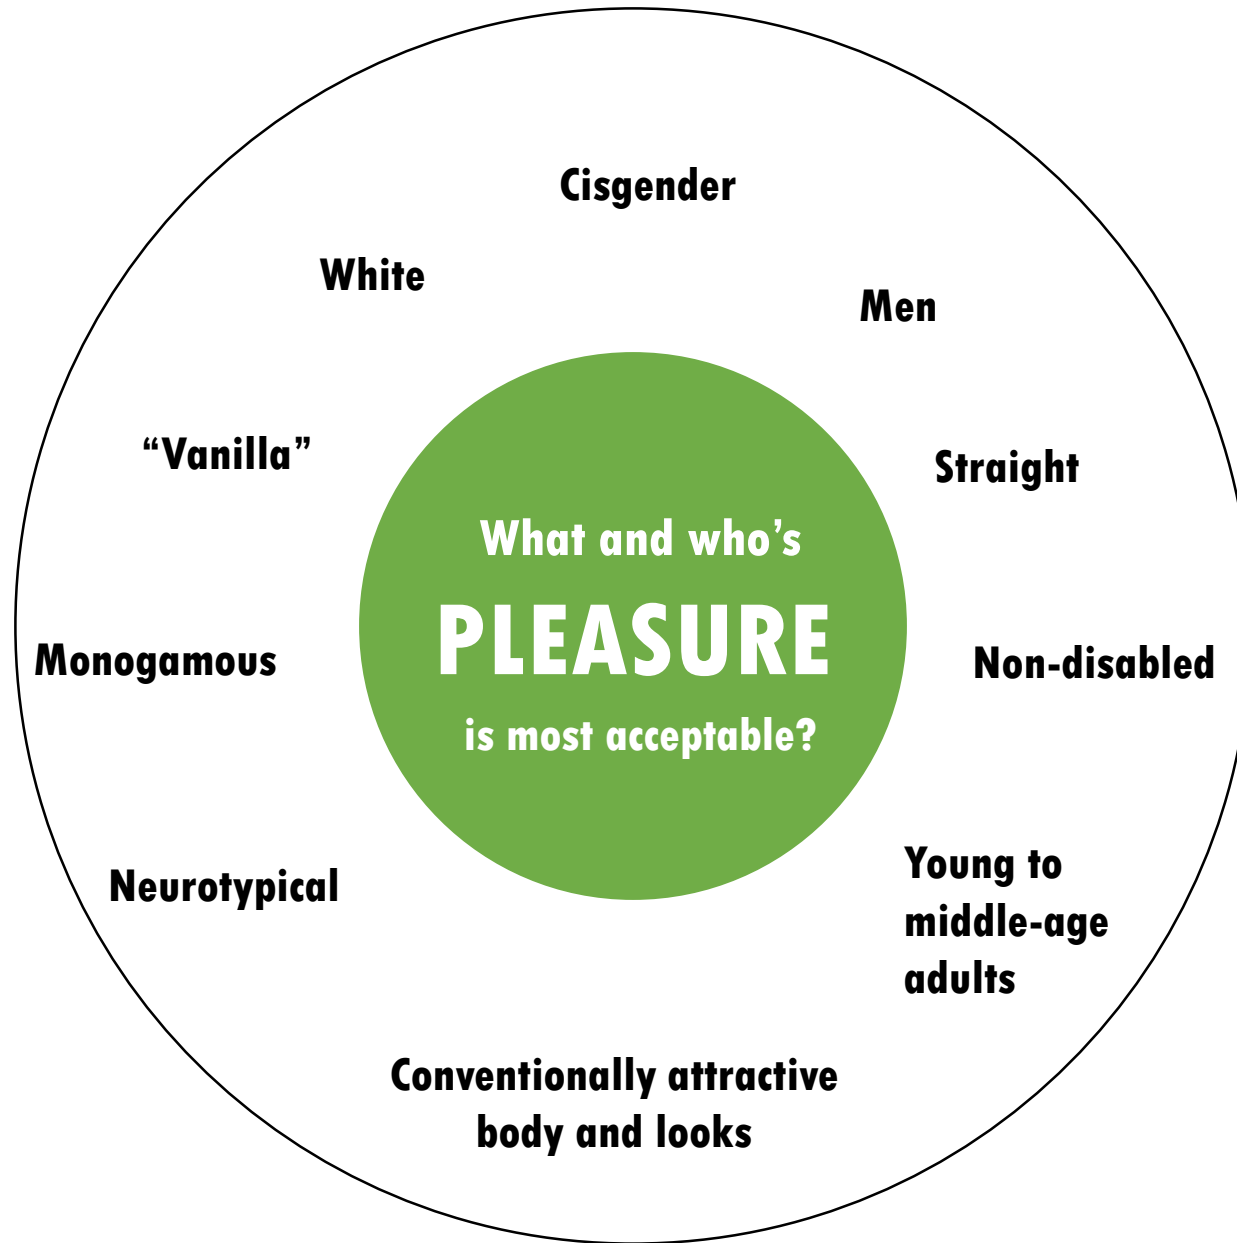 Cisgender
White
Men
“Vanilla”
Straight
What and who’s
PLEASURE
is most acceptable?
Monogamous
Non-disabled
Neurotypical
Young to
middle-age
adults
Conventionally attractive
body and looks